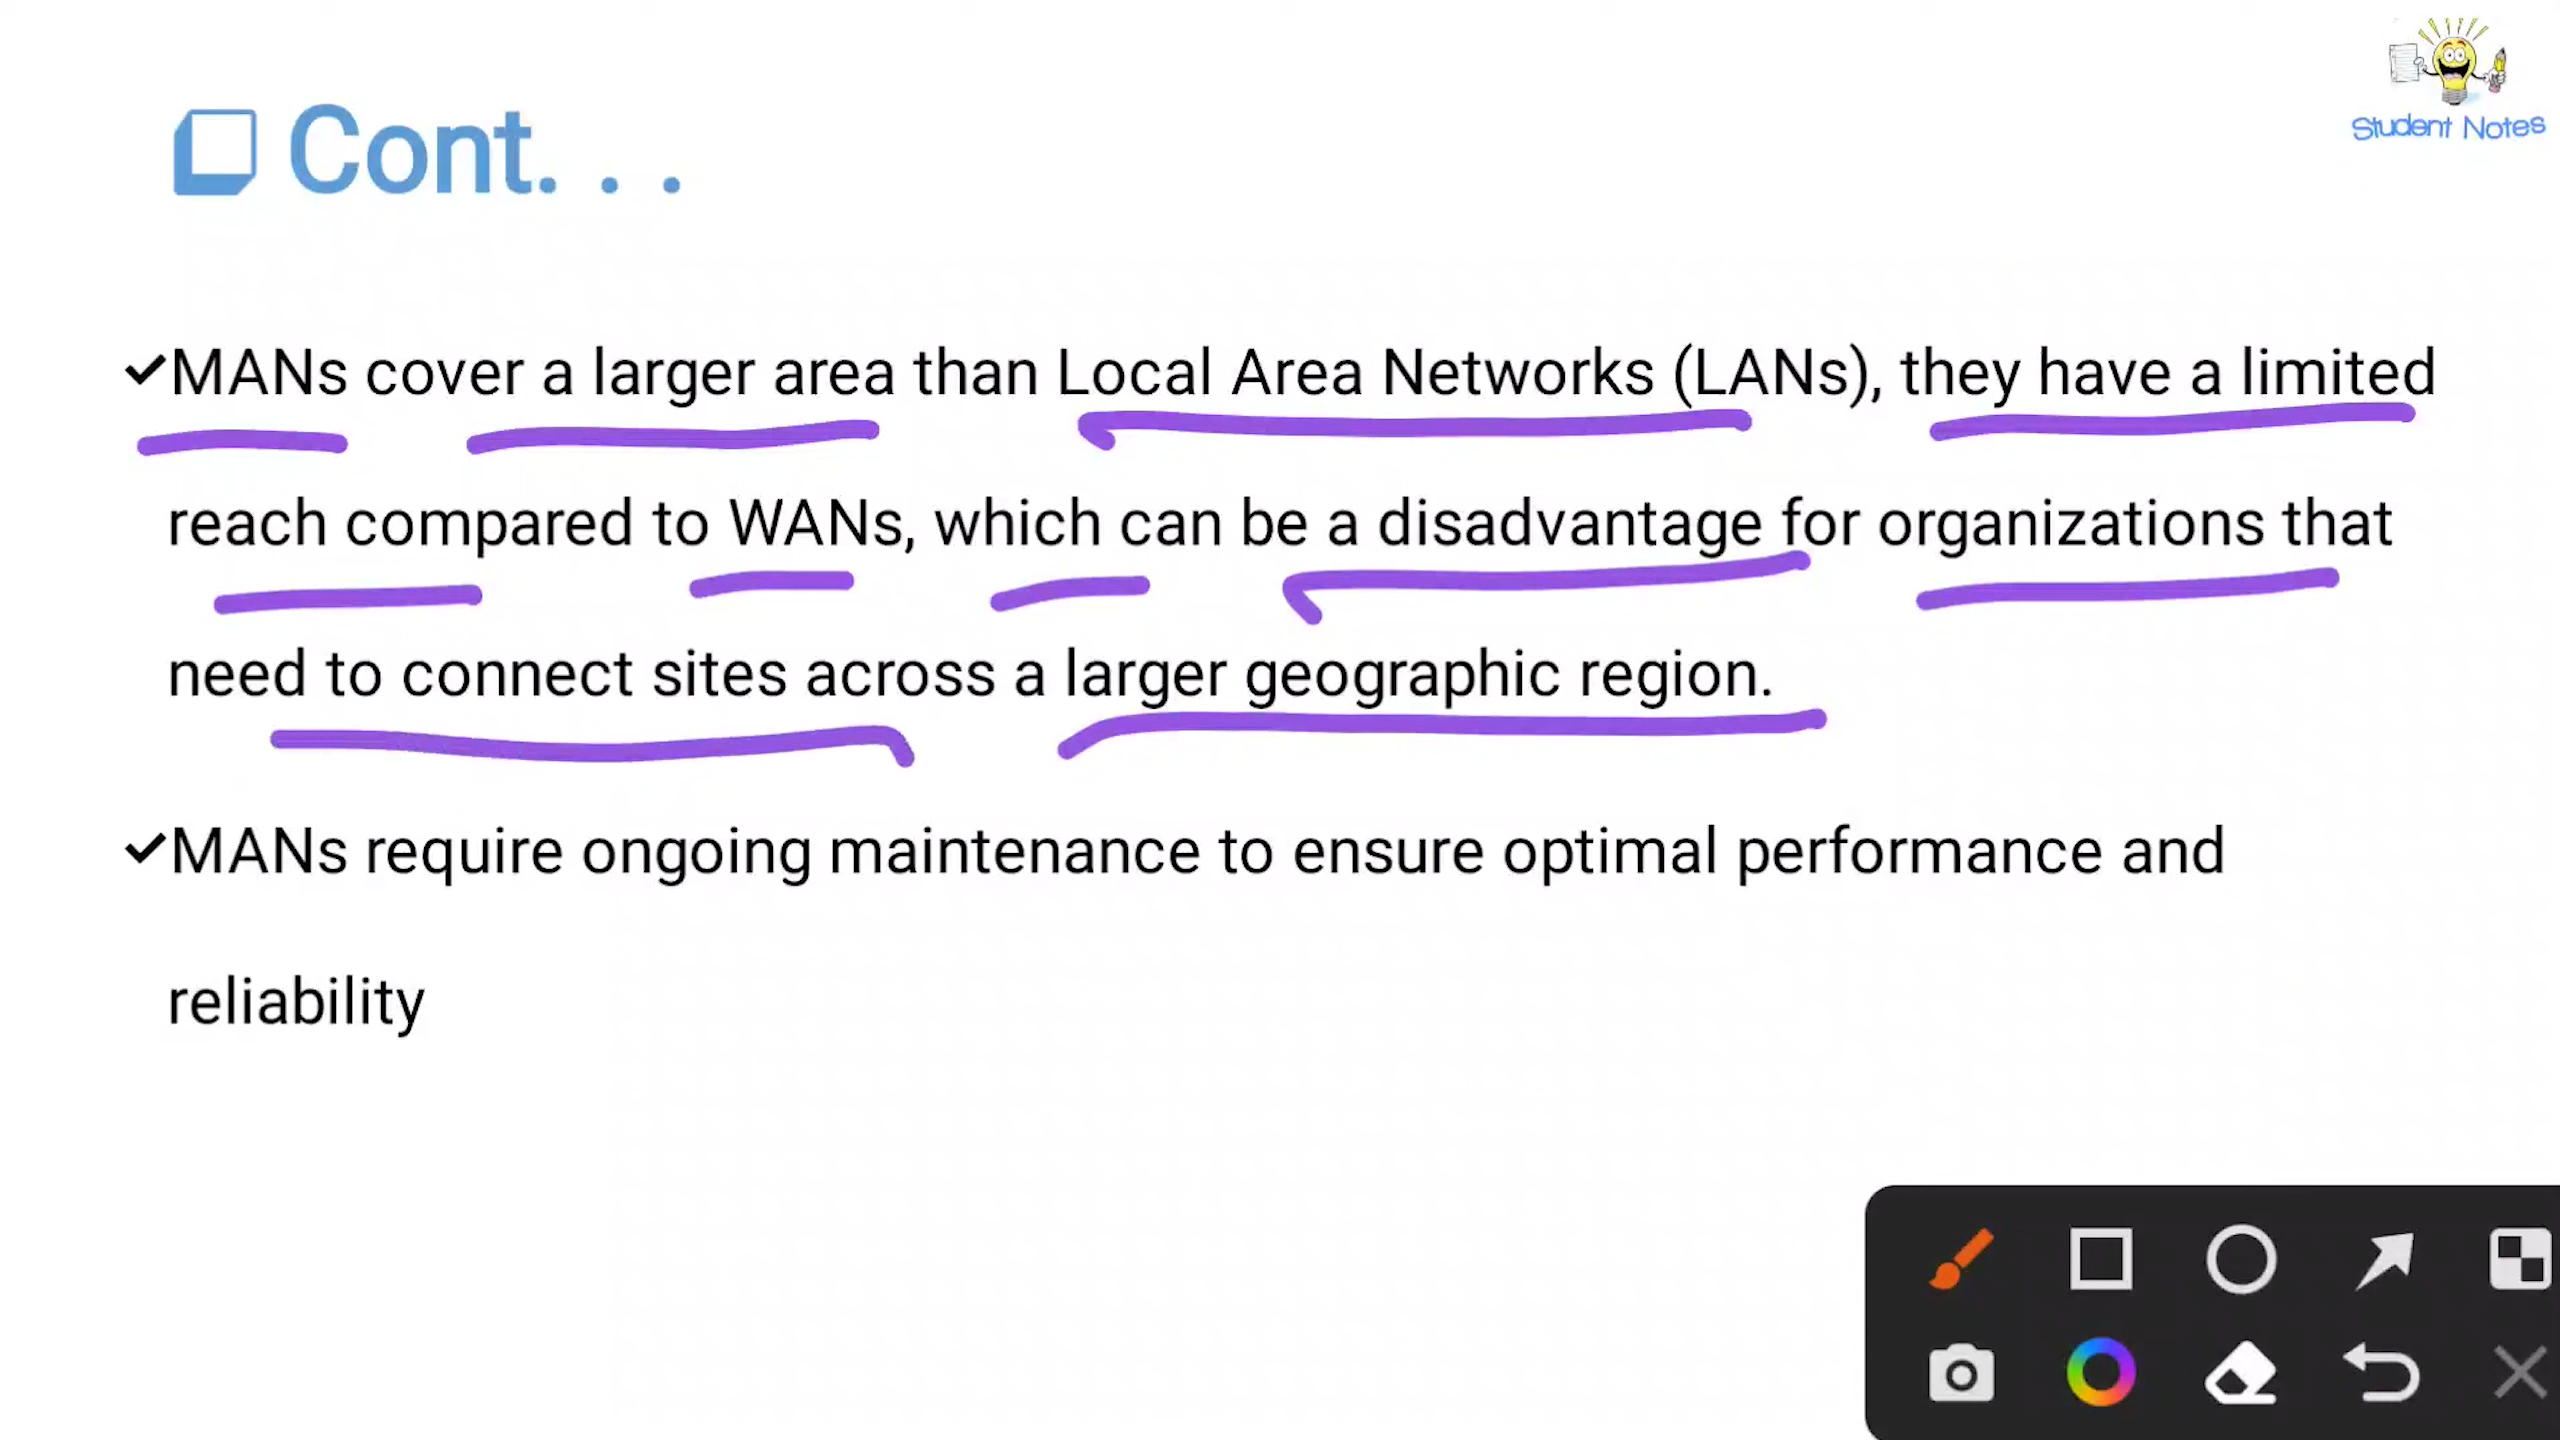 Student Notes
Cont. . .
MANs cover a larger area than Local Area Networks (LANs), they have a limited
reach compared to WANs, which can be a disadvantage for organizations that
need to connect sites across a larger geographic region.
MANs require ongoing maintenance to ensure optimal performance and
reliability